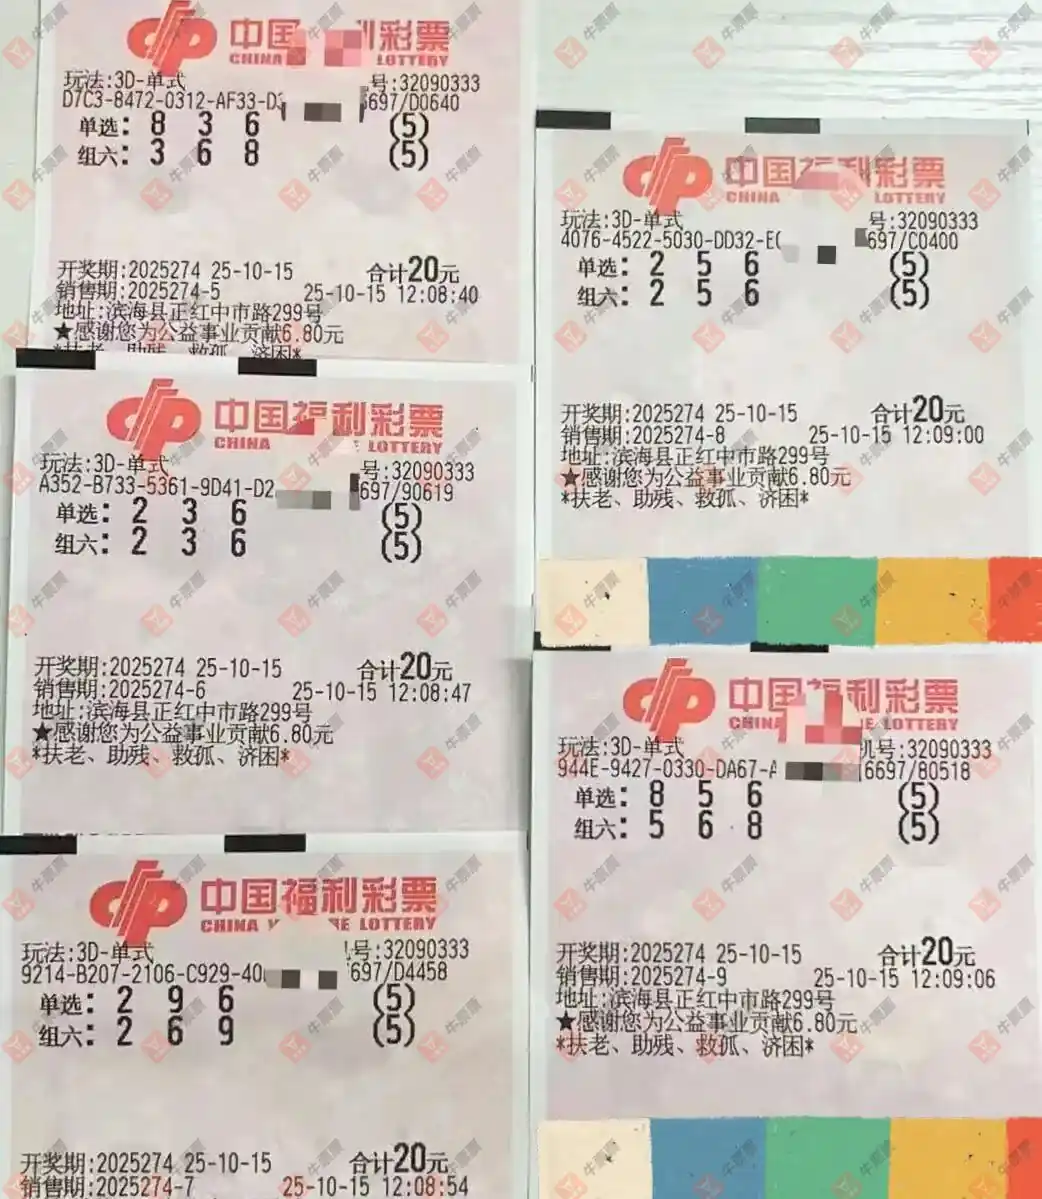 中国 利彩票
CHINA LOTTERY
玩法:3D-单式 号:32090333
D7C3-8472-0312-AF33-D 697/D0640
单选: 8 3 6 (5)
组六: 3 6 8 (5)
开奖期:2025274 25-10-15 合计20元
销售期:2025274-5 25-10-15 12:08:40
地址:滨海县正红中市路299号
★感谢您为公益事业贡献6.80元
*扶老、助残、救孤、济困*
中国福利彩票
CHINA E LOTTERY
玩法:3D-单式 号:32090333
A352-B733-5361-9D41-D2 697/90619
单选: 2 3 6 (5)
组六: 2 3 6 (5)
开奖期:2025274 25-10-15 合计20元
销售期:2025274-6 25-10-15 12:08:47
地址:滨海县正红中市路299号
★感谢您为公益事业贡献6.80元
*扶老、助残、救孤、济困*
中国福利彩票
CHINA RE LOTTERY
玩法:3D-单式 号:32090333
9214-B207-2106-C929-40 697/D4458
单选: 2 9 6 (5)
组六: 2 6 9 (5)
开奖期:2025274 25-10-15 合计20元
销售期:2025274-7 25-10-15 12:08:54
中国福利彩票
CHINA LOTTERY
玩法:3D-单式 号:32090333
4076-4522-5030-DD32-E 697/C0400
单选: 2 5 6 (5)
组六: 2 5 6 (5)
开奖期:2025274 25-10-15 合计20元
销售期:2025274-8 25-10-15 12:09:00
地址:滨海县正红中市路299号
★感谢您为公益事业贡献6.80元
*扶老、助残、救孤、济困*
中国福利彩票
CHINA E LOTTERY
玩法:3D-单式 机号:32090333
944E-9427-0330-DA67-A 6697/80518
单选: 8 5 6 (5)
组六: 5 6 8 (5)
开奖期:2025274 25-10-15 合计20元
销售期:2025274-9 25-10-15 12:09:06
地址:滨海县正红中市路299号
★感谢您为公益事业贡献6.80元
*扶老、助残、救孤、济困*